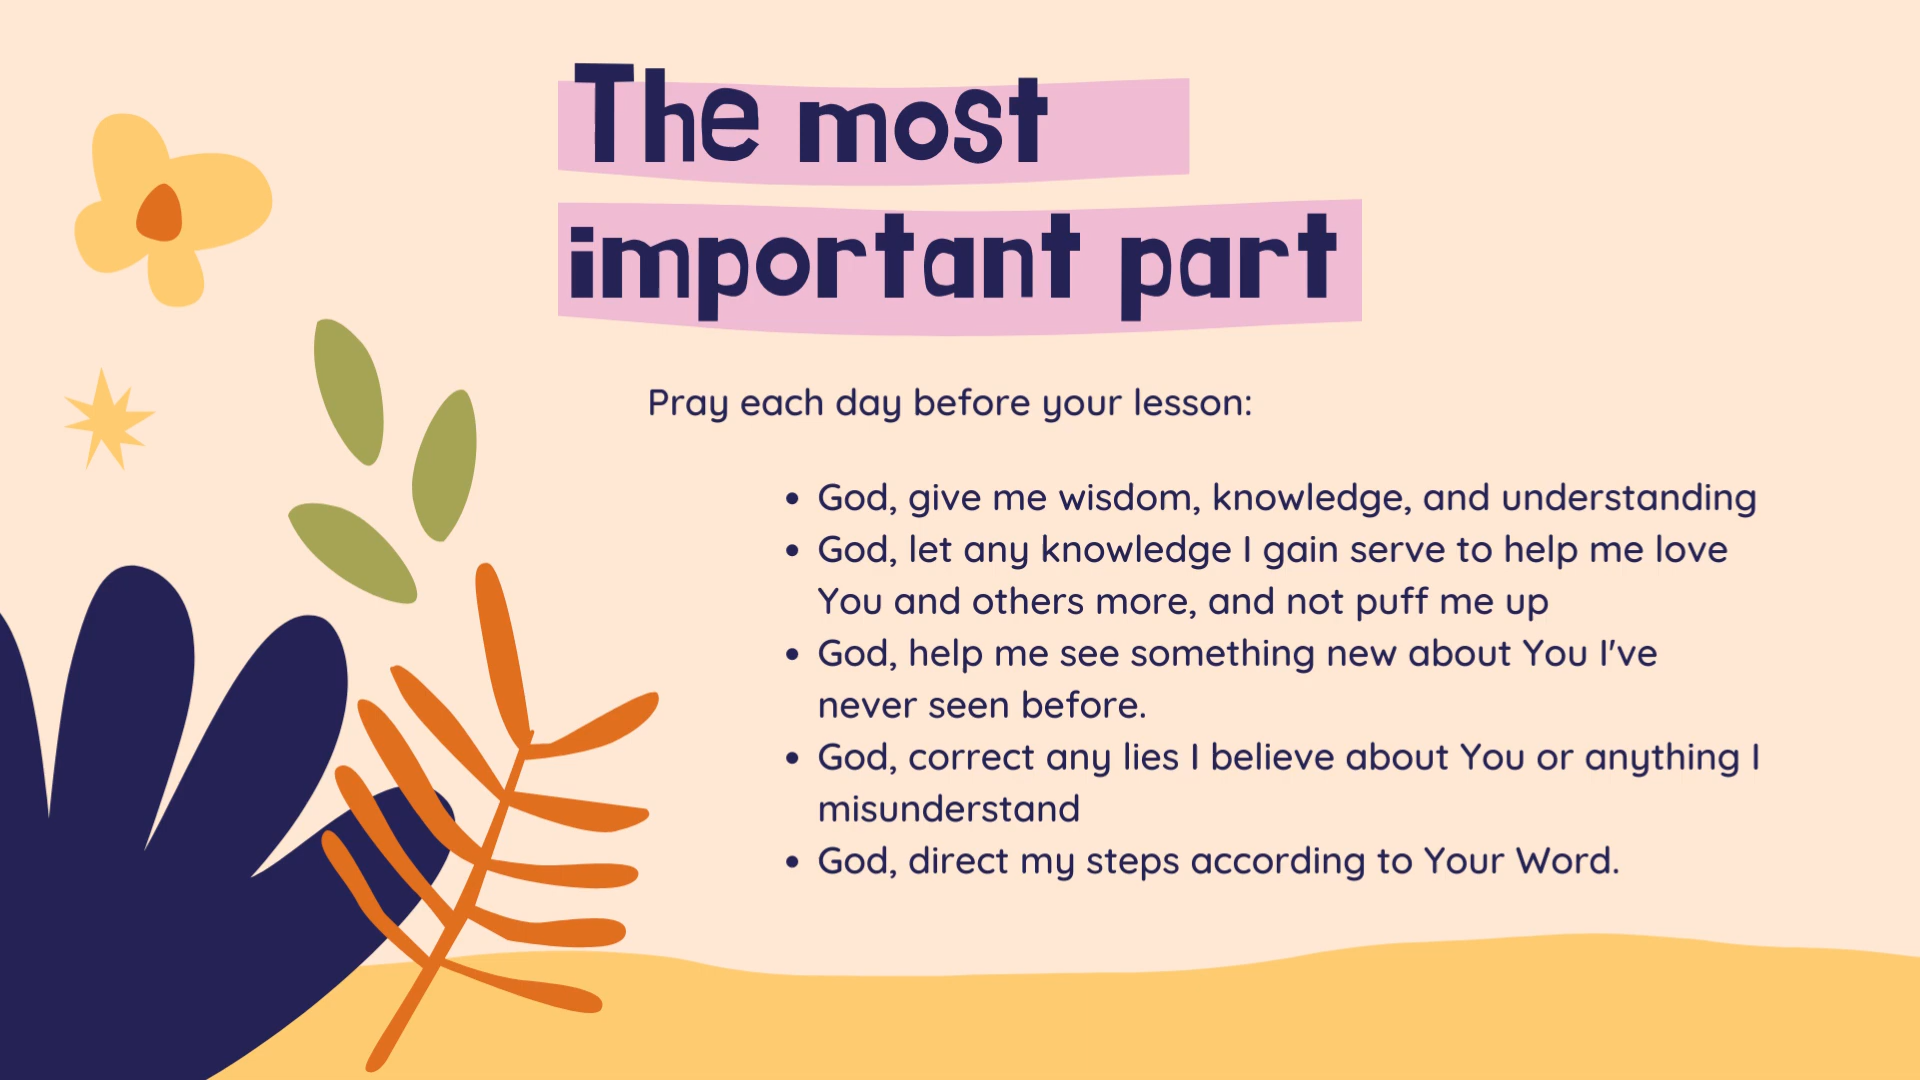 The most
important part
Pray each day before your lesson:
• God, give me wisdom, knowledge, and understanding
• God, let any knowledge I gain serve to help me love
You and others more, and not puff me up
• God, help me see something new about You I've
never seen before.
• God, correct any lies I believe about You or anything I
misunderstand
• God, direct my steps according to Your Word.